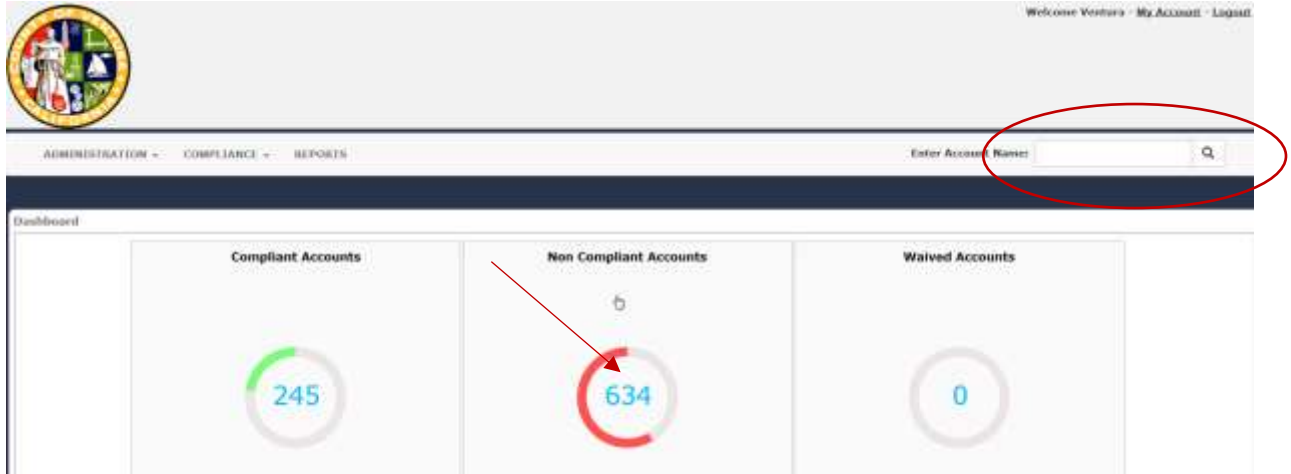 Welcome Ventura - My Account - Logout
ADMINISTRATION COMPLIANCE REPORTS
Enter Account Name:
Dashboard
Compliant Accounts
Non Compliant Accounts
Waived Accounts
245
634
0